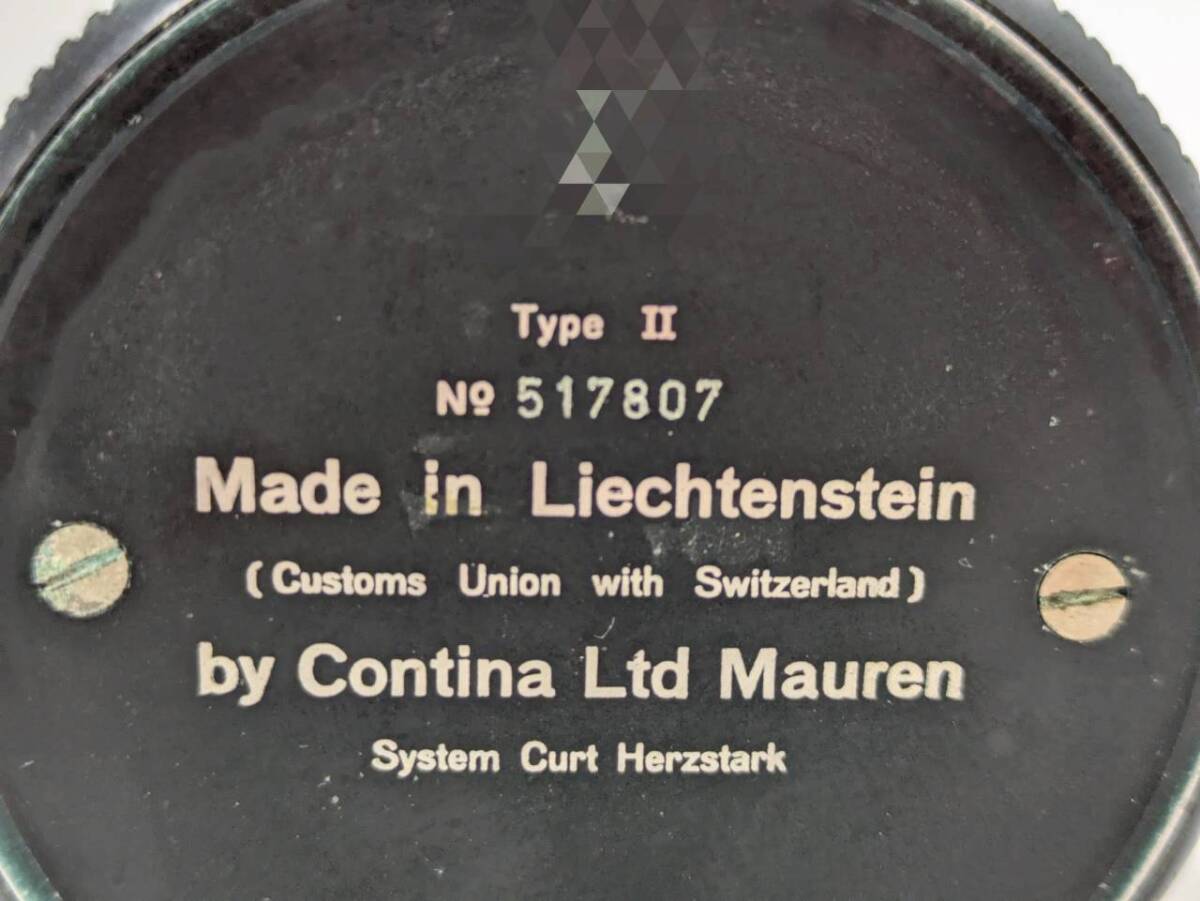 Type II
Nº 517807
Made in Liechtenstein
(Customs Union with Switzerland)
by Contina Ltd Mauren
System Curt Herzstark